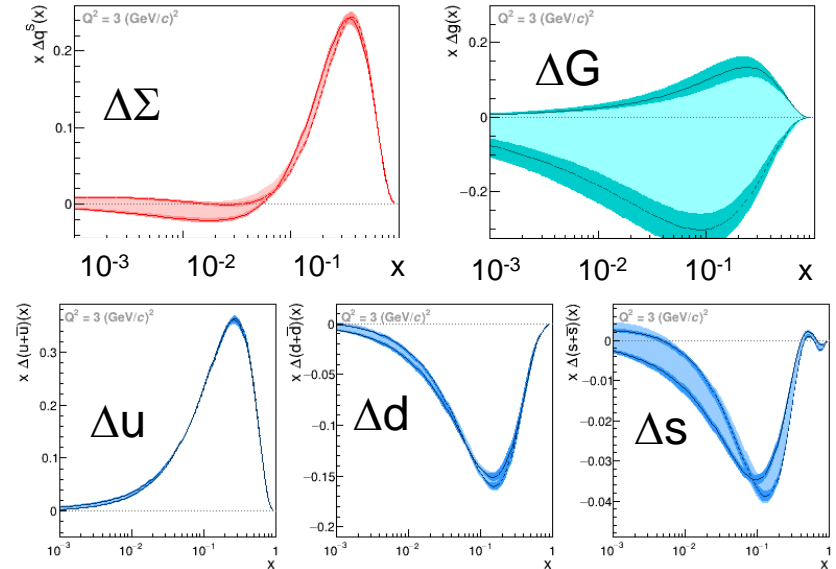 Q² = 3 (GeV/c)²
x Δq^S(x)
0.2
0.1
0
ΔΣ
10⁻³ 10⁻² 10⁻¹ x
Q² = 3 (GeV/c)²
x Δg(x)
0.2
0
−0.2
ΔG
10⁻³ 10⁻² 10⁻¹ x
Q² = 3 (GeV/c)²
x Δ(u+u̅)(x)
0.3
0.2
0.1
0
Δu
10⁻³ 10⁻² 10⁻¹ 1
x
Q² = 3 (GeV/c)²
x Δ(d+d̅)(x)
0
−0.05
−0.1
−0.15
−0.2
Δd
10⁻³ 10⁻² 10⁻¹ 1
x
Q² = 3 (GeV/c)²
x Δ(s+s̅)(x)
0
−0.01
−0.02
−0.03
−0.04
Δs
10⁻³ 10⁻² 10⁻¹ 1
x